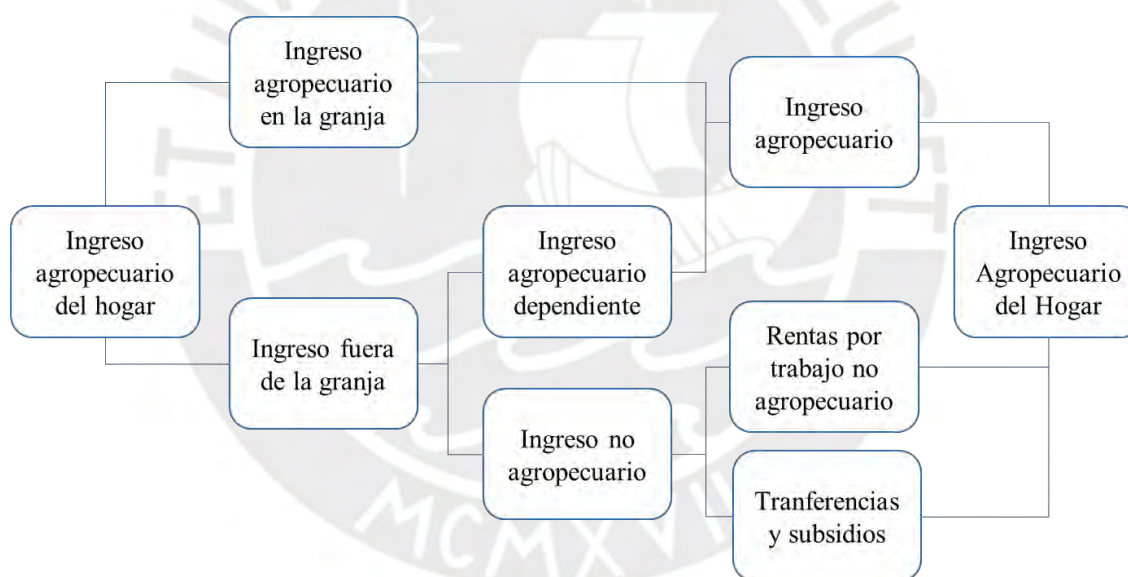 Ingreso
agropecuario
en la granja
Ingreso
agropecuario
Ingreso
agropecuario
del hogar
Ingreso
agropecuario
dependiente
Ingreso
Agropecuario
del Hogar
Ingreso fuera
de la granja
Rentas por
trabajo no
agropecuario
Ingreso no
agropecuario
Tranferencias
y subsidios
MCMXVII